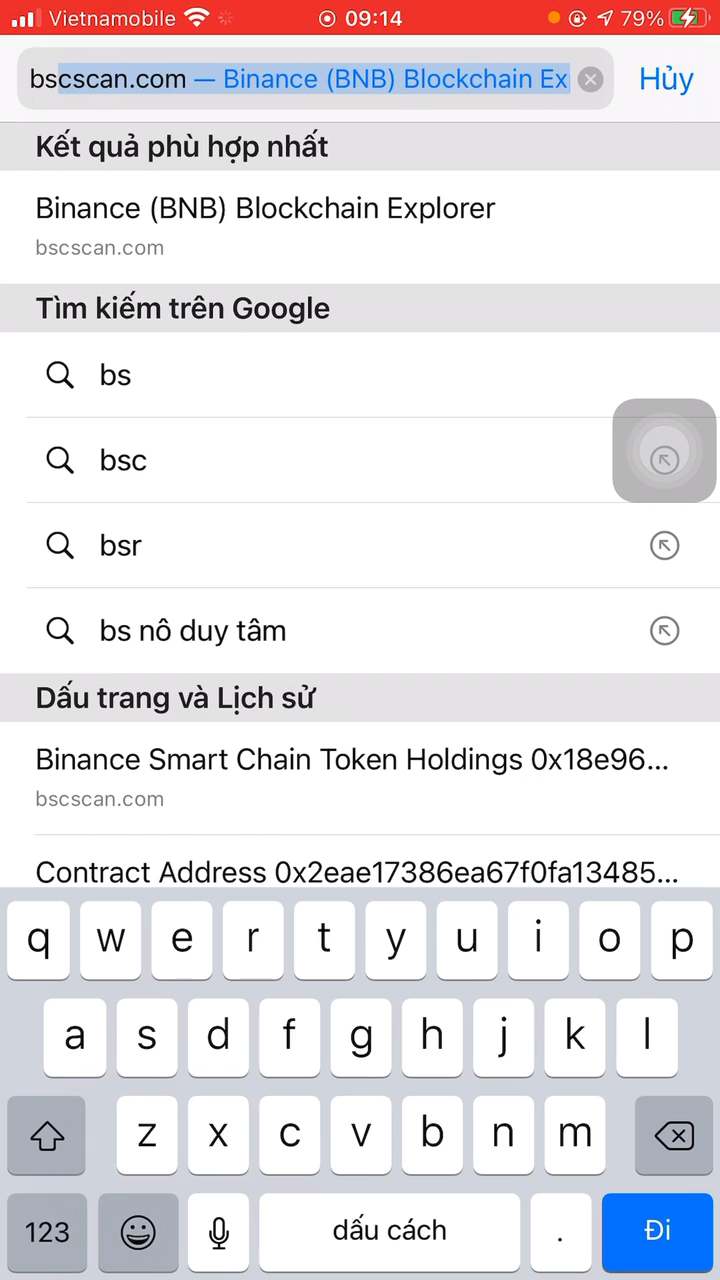 Vietnamobile 09:14 79%
bscscan.com — Binance (BNB) Blockchain Ex Hủy
Kết quả phù hợp nhất
Binance (BNB) Blockchain Explorer
bscscan.com
Tìm kiếm trên Google
bs
bsc
bsr
bs nô duy tâm
Dấu trang và Lịch sử
Binance Smart Chain Token Holdings 0x18e96...
bscscan.com
Contract Address 0x2eae17386ea67f0fa13485...
q w e r t y u i o p
a s d f g h j k l
z x c v b n m
123 dấu cách . Đi